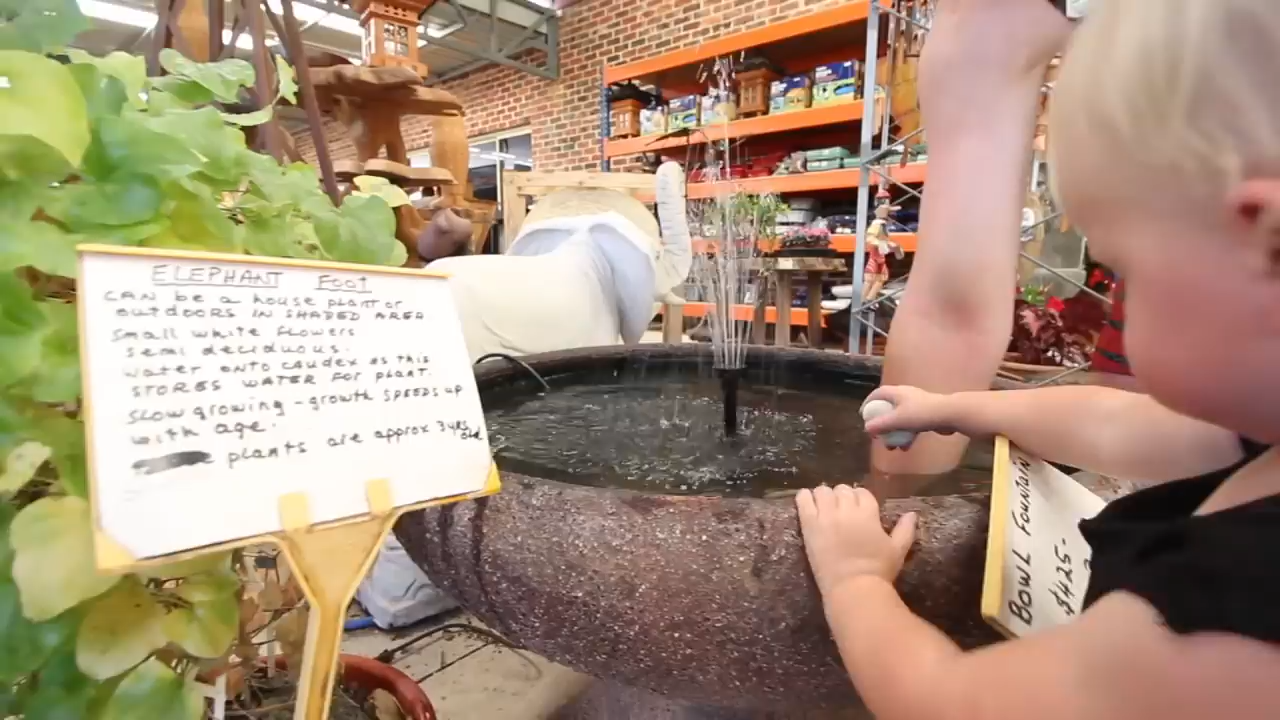 ELEPHANT FOOT
CAN be a house plant or
OUTDOORS IN SHADED AREA
Small white FLOWERS
semi deciduous.
Water onto CAUDEX as this
STORES WATER FOR PLANT.
Slow growing - growth SPEEDS up
with age.
plants are approx 3yrs old
BOWL FOUNTAIN
$425-